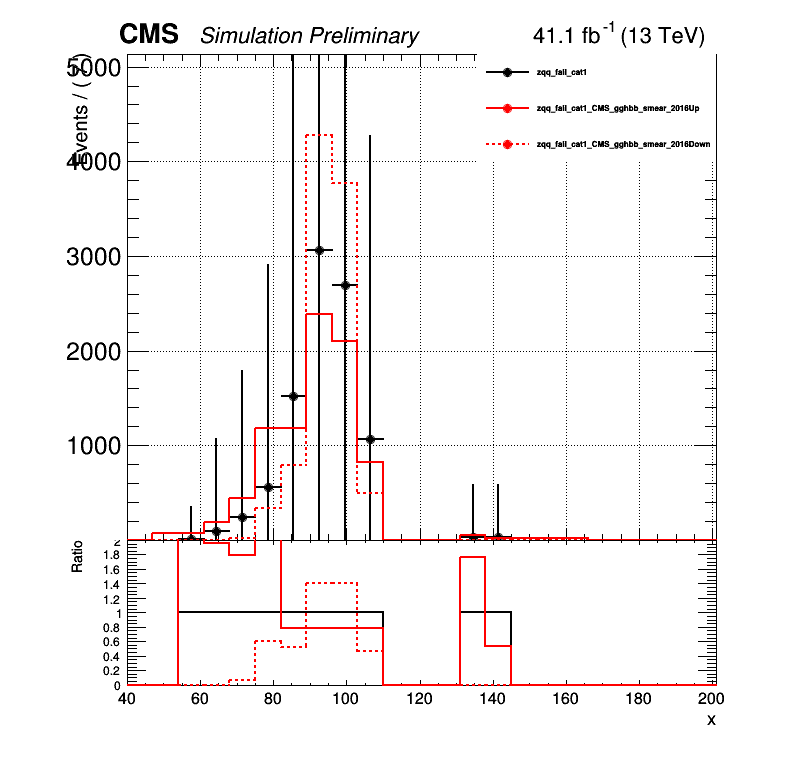 CMS Simulation Preliminary 41.1 fb-1 (13 TeV)
Events / ( 7 )
5000
4000
3000
2000
1000
zqq_fail_cat1
zqq_fail_cat1_CMS_gghbb_smear_2016Up
zqq_fail_cat1_CMS_gghbb_smear_2016Down
Ratio
2
1.8
1.6
1.4
1.2
1
0.8
0.6
0.4
0.2
0
40 60 80 100 120 140 160 180 200
x